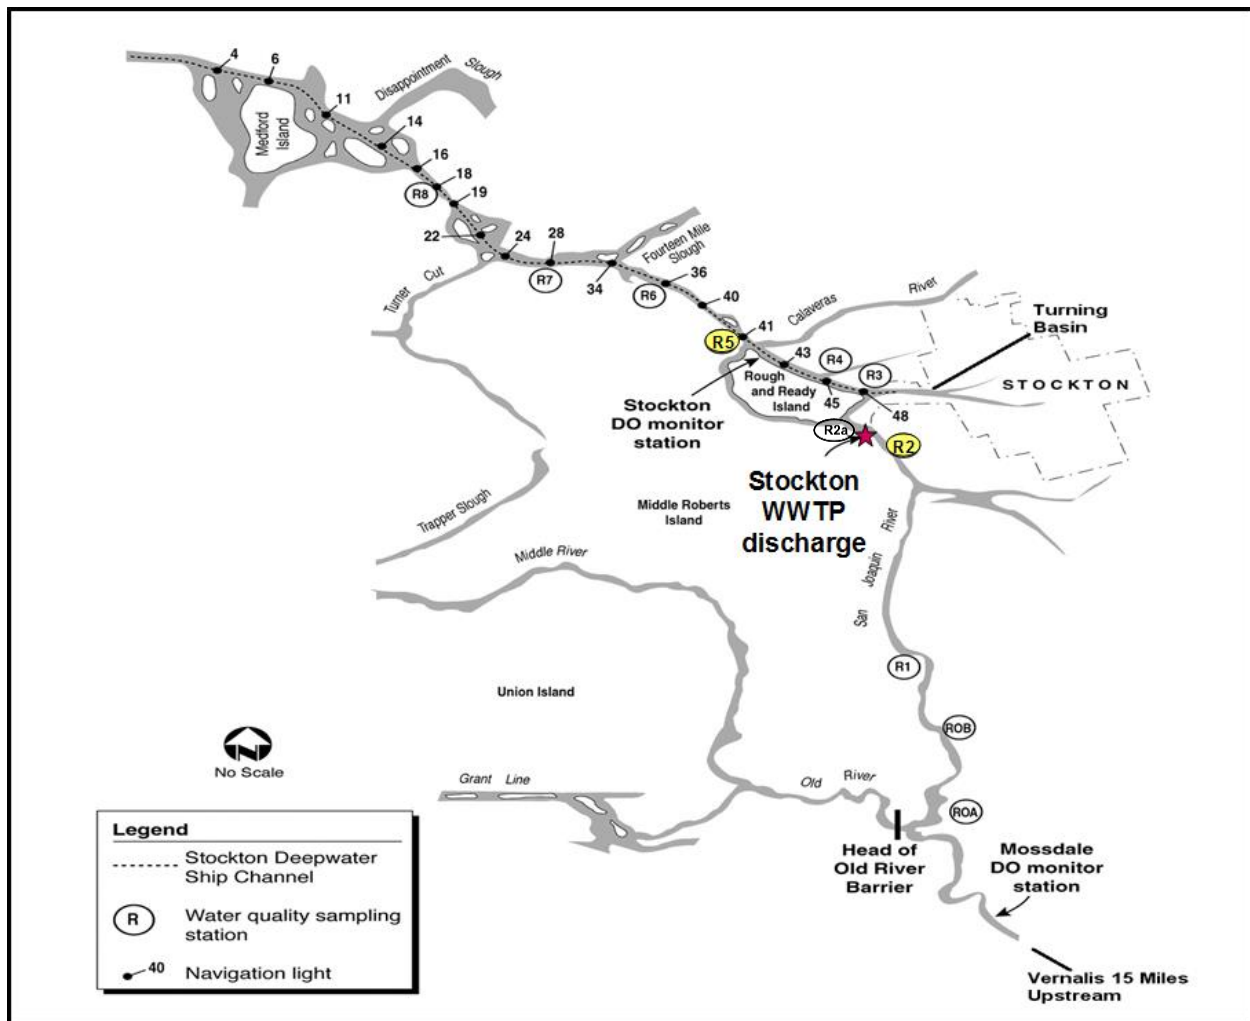 4
6
11
Disappointment Slough
14
Medford
Island
16
18
R8
19
22
24
28
Fourteen Mile
Slough
36
R7
34
R6
40
Turner Cut
Calaveras River
41
R5
Turning
Basin
43
R4
R3
Rough
and Ready
Island
STOCKTON
45
48
Stockton
DO monitor
station
R2a
R2
Stockton
WWTP
discharge
Middle Roberts
Island
Trapper Slough
San Joaquin River
Middle River
R1
Union Island
ROB
N
No Scale
Grant Line
Old River
ROA
Head of
Old River
Barrier
Mossdale
DO monitor
station
Vernalis 15 Miles
Upstream
Legend
Stockton Deepwater
Ship Channel
R
Water quality sampling
station
40
Navigation light